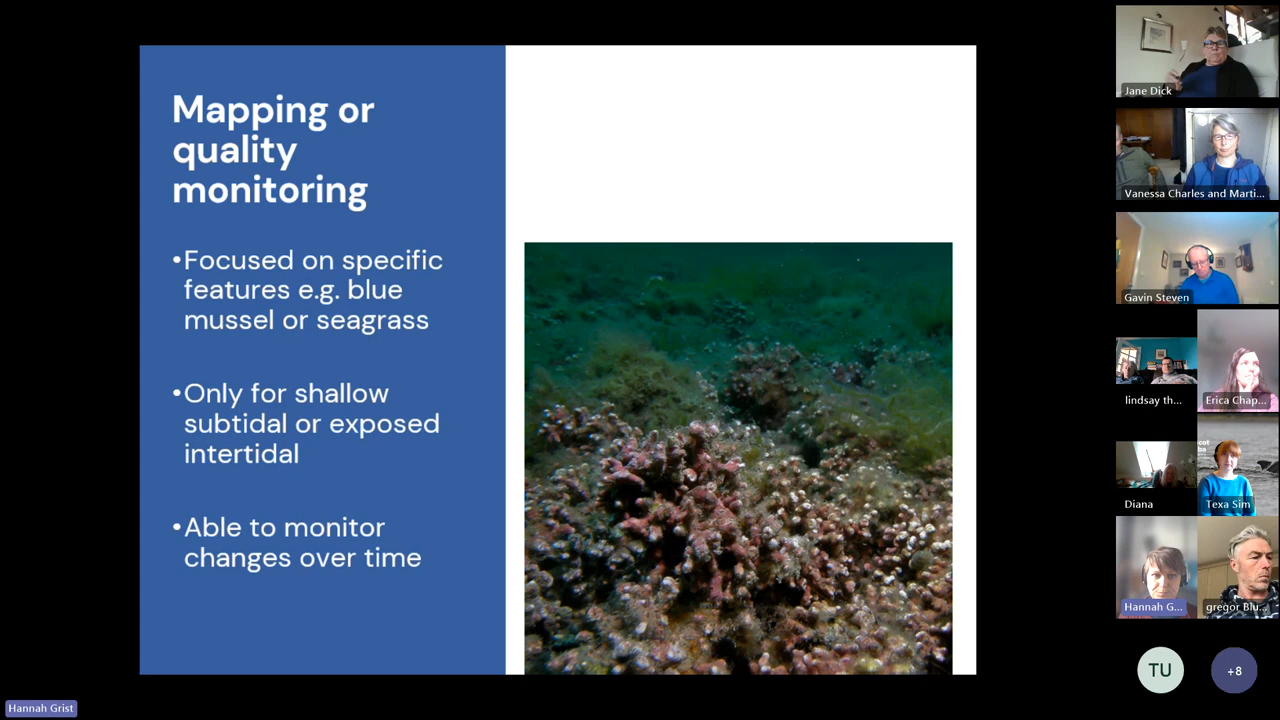 Mapping or
quality
monitoring
•Focused on specific
features e.g. blue
mussel or seagrass
•Only for shallow
subtidal or exposed
intertidal
•Able to monitor
changes over time
Jane Dick
Vanessa Charles and Marti...
Gavin Steven
lindsay th...
Erica Chap...
Diana
Texa Sim
Hannah G...
gregor Blu...
TU
+8
Hannah Grist